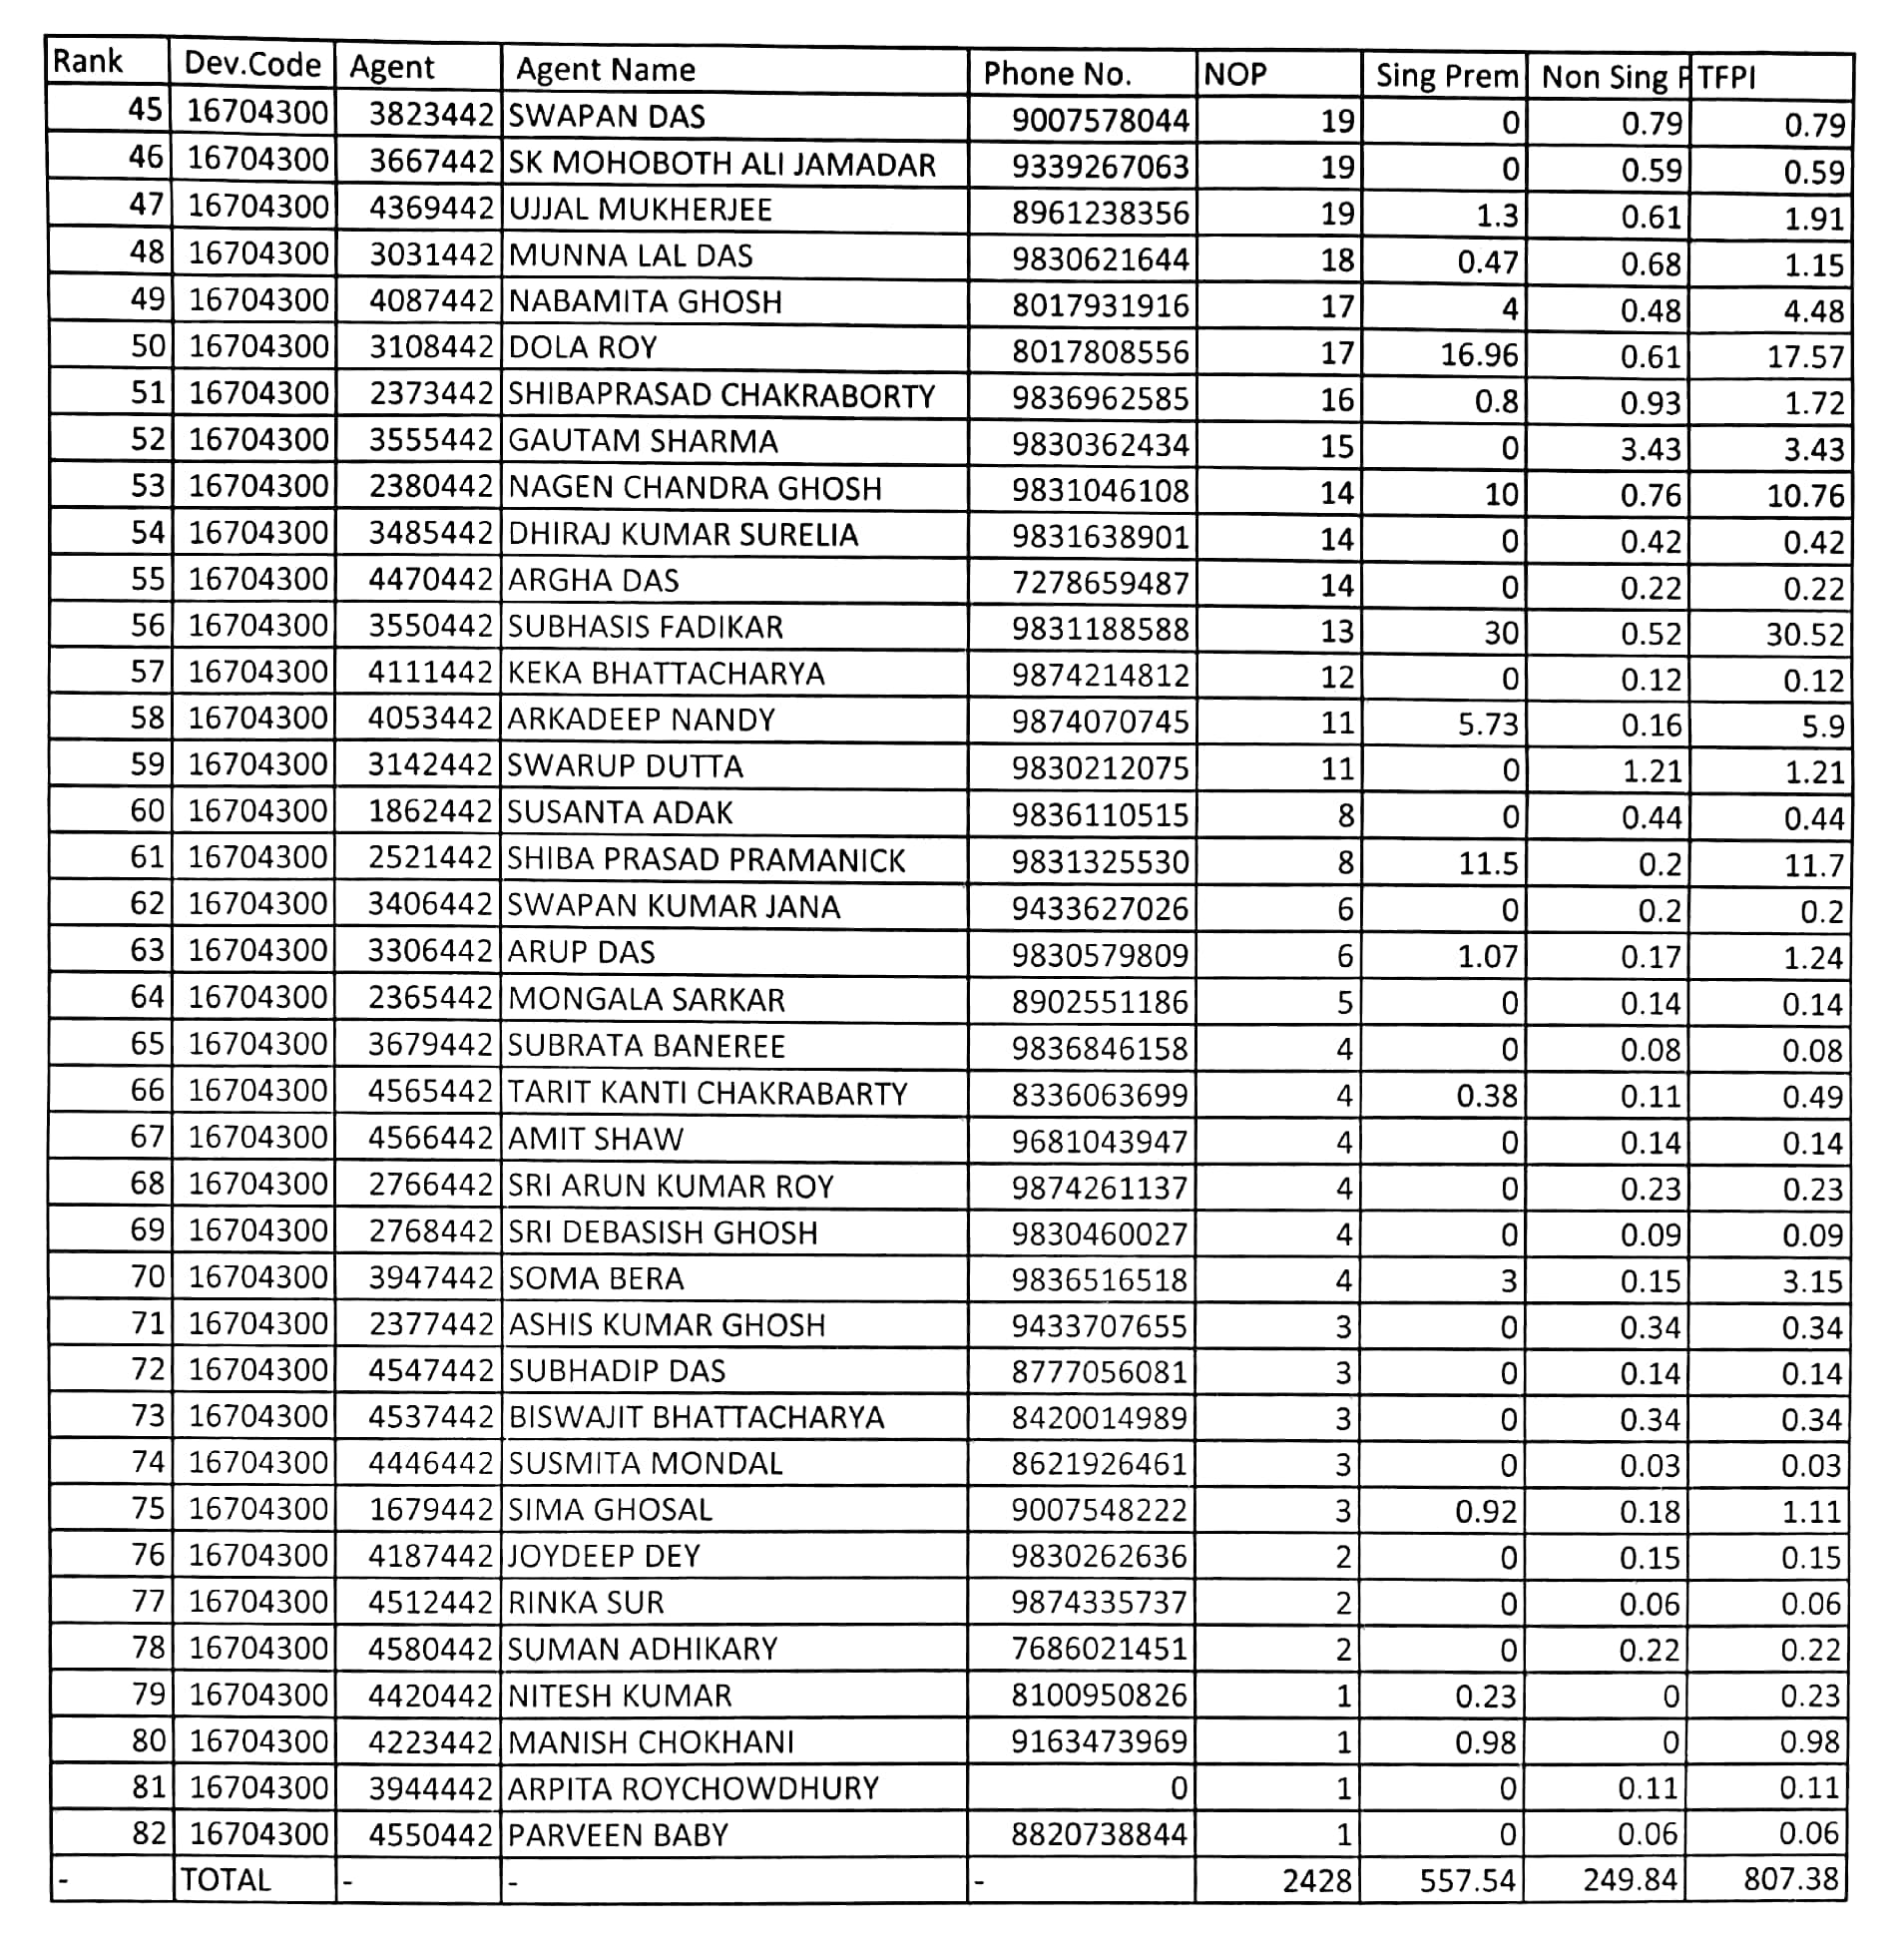 Rank Dev.Code Agent Agent Name Phone No. NOP Sing Prem Non Sing P TFPI
45 16704300 3823442 SWAPAN DAS 9007578044 19 0 0.79 0.79
46 16704300 3667442 SK MOHOBOTH ALI JAMADAR 9339267063 19 0 0.59 0.59
47 16704300 4369442 UJJAL MUKHERJEE 8961238356 19 1.3 0.61 1.91
48 16704300 3031442 MUNNA LAL DAS 9830621644 18 0.47 0.68 1.15
49 16704300 4087442 NABAMITA GHOSH 8017931916 17 4 0.48 4.48
50 16704300 3108442 DOLA ROY 8017808556 17 16.96 0.61 17.57
51 16704300 2373442 SHIBAPRASAD CHAKRABORTY 9836962585 16 0.8 0.93 1.72
52 16704300 3555442 GAUTAM SHARMA 9830362434 15 0 3.43 3.43
53 16704300 2380442 NAGEN CHANDRA GHOSH 9831046108 14 10 0.76 10.76
54 16704300 3485442 DHIRAJ KUMAR SURELIA 9831638901 14 0 0.42 0.42
55 16704300 4470442 ARGHA DAS 7278659487 14 0 0.22 0.22
56 16704300 3550442 SUBHASIS FADIKAR 9831188588 13 30 0.52 30.52
57 16704300 4111442 KEKA BHATTACHARYA 9874214812 12 0 0.12 0.12
58 16704300 4053442 ARKADEEP NANDY 9874070745 11 5.73 0.16 5.9
59 16704300 3142442 SWARUP DUTTA 9830212075 11 0 1.21 1.21
60 16704300 1862442 SUSANTA ADAK 9836110515 8 0 0.44 0.44
61 16704300 2521442 SHIBA PRASAD PRAMANICK 9831325530 8 11.5 0.2 11.7
62 16704300 3406442 SWAPAN KUMAR JANA 9433627026 6 0 0.2 0.2
63 16704300 3306442 ARUP DAS 9830579809 6 1.07 0.17 1.24
64 16704300 2365442 MONGALA SARKAR 8902551186 5 0 0.14 0.14
65 16704300 3679442 SUBRATA BANEREE 9836846158 4 0 0.08 0.08
66 16704300 4565442 TARIT KANTI CHAKRABARTY 8336063699 4 0.38 0.11 0.49
67 16704300 4566442 AMIT SHAW 9681043947 4 0 0.14 0.14
68 16704300 2766442 SRI ARUN KUMAR ROY 9874261137 4 0 0.23 0.23
69 16704300 2768442 SRI DEBASISH GHOSH 9830460027 4 0 0.09 0.09
70 16704300 3947442 SOMA BERA 9836516518 4 3 0.15 3.15
71 16704300 2377442 ASHIS KUMAR GHOSH 9433707655 3 0 0.34 0.34
72 16704300 4547442 SUBHADIP DAS 8777056081 3 0 0.14 0.14
73 16704300 4537442 BISWAJIT BHATTACHARYA 8420014989 3 0 0.34 0.34
74 16704300 4446442 SUSMITA MONDAL 8621926461 3 0 0.03 0.03
75 16704300 1679442 SIMA GHOSAL 9007548222 3 0.92 0.18 1.11
76 16704300 4187442 JOYDEEP DEY 9830262636 2 0 0.15 0.15
77 16704300 4512442 RINKA SUR 9874335737 2 0 0.06 0.06
78 16704300 4580442 SUMAN ADHIKARY 7686021451 2 0 0.22 0.22
79 16704300 4420442 NITESH KUMAR 8100950826 1 0.23 0 0.23
80 16704300 4223442 MANISH CHOKHANI 9163473969 1 0.98 0 0.98
81 16704300 3944442 ARPITA ROYCHOWDHURY 0 1 0 0.11 0.11
82 16704300 4550442 PARVEEN BABY 8820738844 1 0 0.06 0.06
- TOTAL - - - 2428 557.54 249.84 807.38